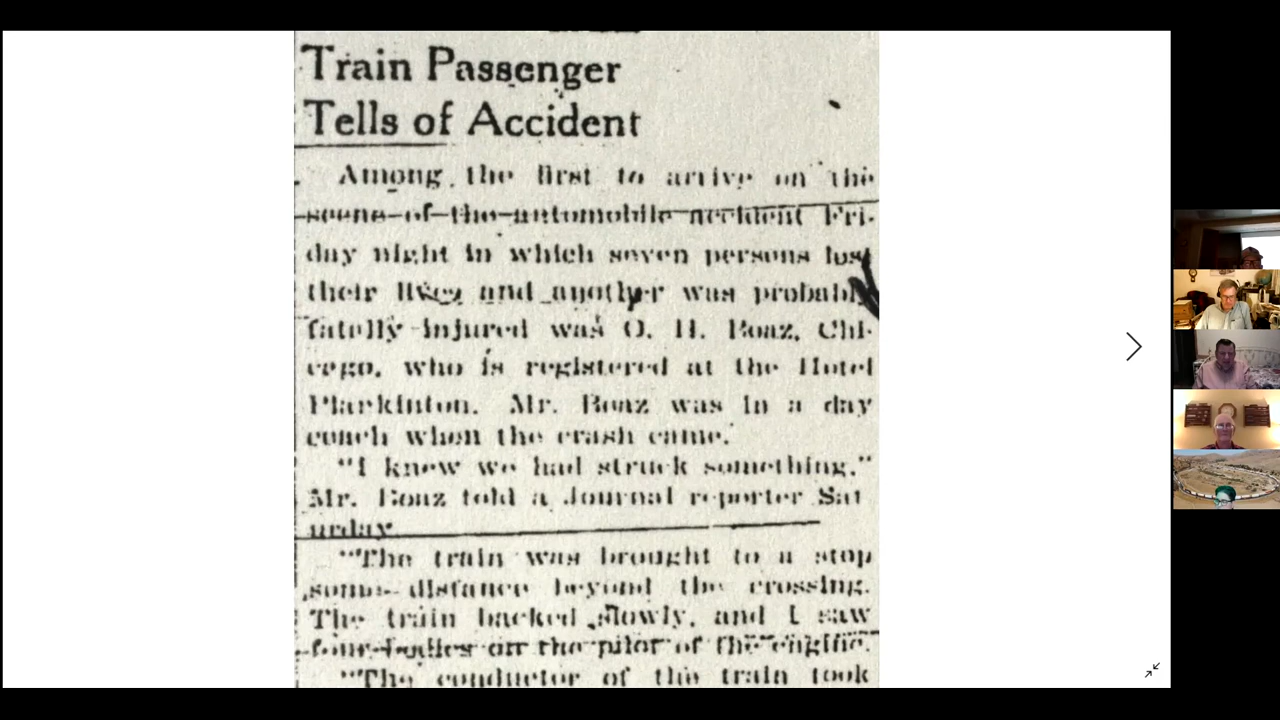 Train Passenger
Tells of Accident
Among the first to arrive on the
scene of the automobile accident Fri-
day night in which seven persons lost
their lives and another was probably
fatally injured was O. H. Boaz, Chi-
cago, who is registered at the Hotel
Plankinton. Mr. Boaz was in a day
coach when the crash came.
"I knew we had struck something,"
Mr. Boaz told a Journal reporter Sat
urday.
"The train was brought to a stop
some distance beyond the crossing.
The train backed slowly, and I saw
four bodies on the pilot of the engine.
"The conductor of the train took